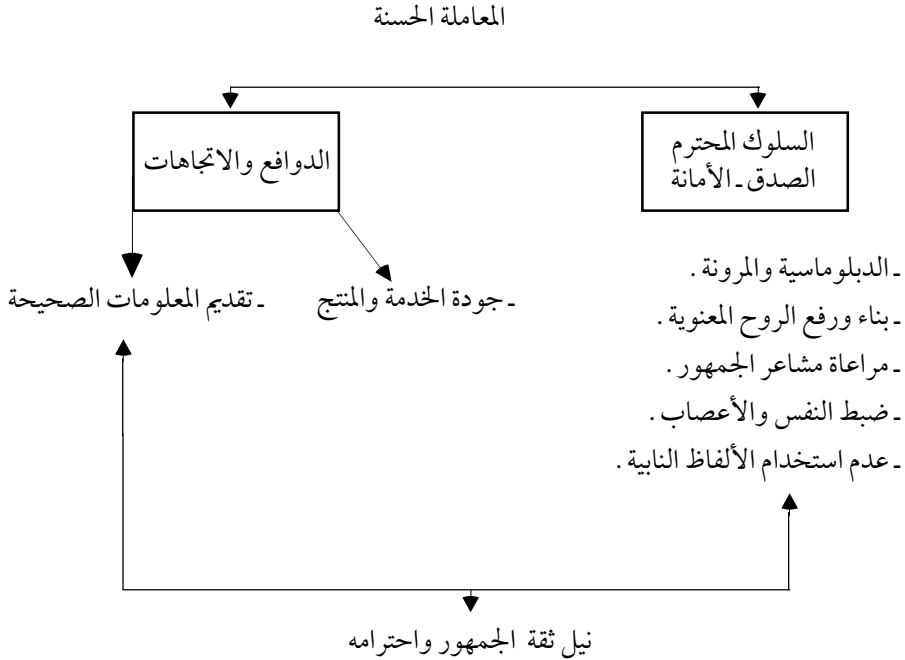 المعاملة الحسنة
السلوك المحترم
الصدق ـ الأمانة
الدوافع والاتجاهات
ـ الدبلوماسية والمرونة .
ـ بناء ورفع الروح المعنوية .
ـ مراعاة مشاعر الجمهور .
ـ ضبط النفس والأعصاب .
ـ عدم استخدام الألفاظ النابية .
ـ جودة الخدمة والمنتج
ـ تقديم المعلومات الصحيحة
نيل ثقة الجمهور واحترامه